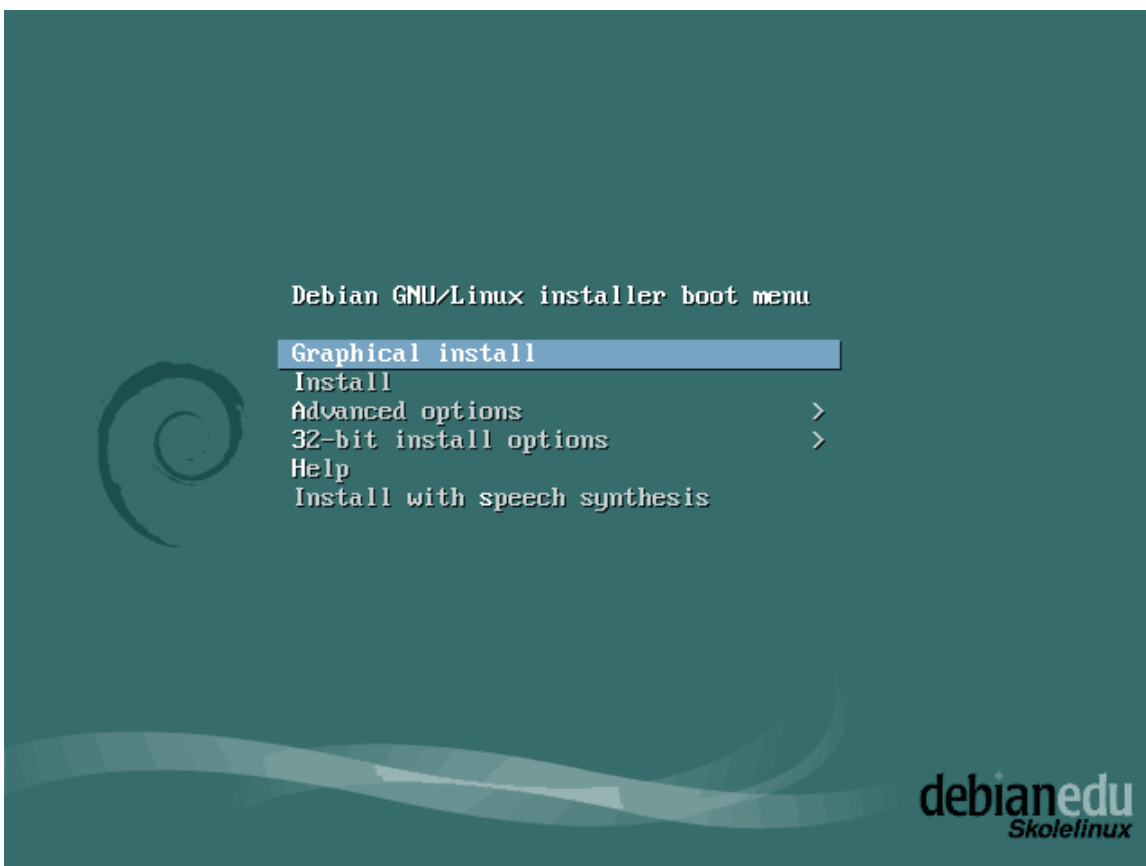 Debian GNU/Linux installer boot menu
Graphical install
Install
Advanced options >
32-bit install options >
Help
Install with speech synthesis
debianedu
Skolelinux